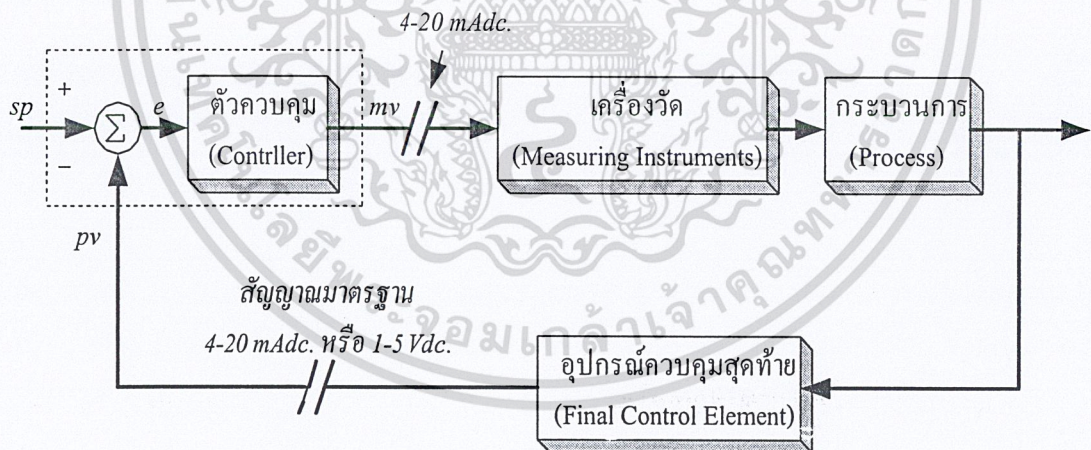 4-20 mAdc.
sp
+
−
Σ
e
ตัวควบคุม
(Contrller)
mv
เครื่องวัด
(Measuring Instruments)
กระบวนการ
(Process)
pv
สัญญาณมาตรฐาน
4-20 mAdc. หรือ 1-5 Vdc.
อุปกรณ์ควบคุมสุดท้าย
(Final Control Element)